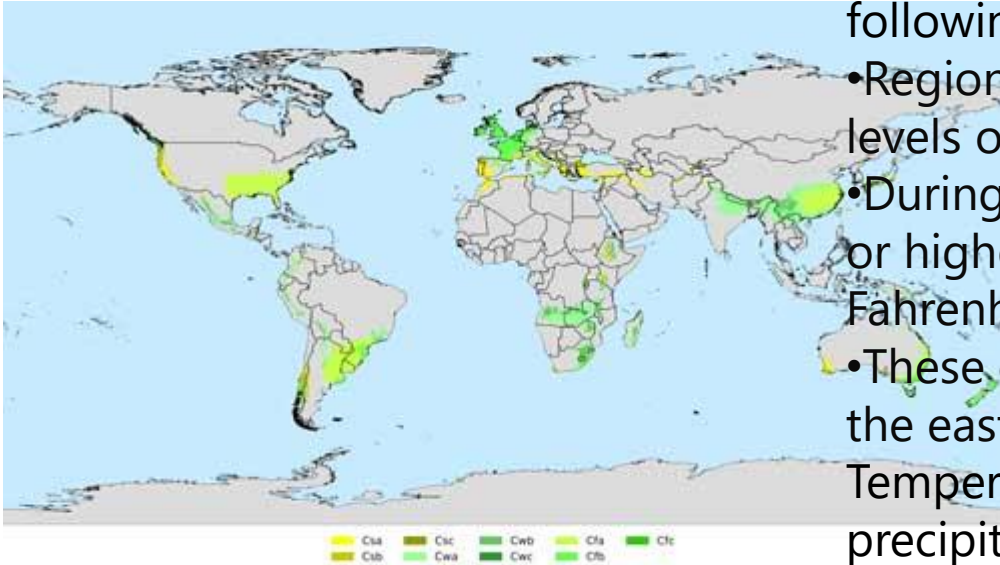 followin
•Region
levels o
•During
or highe
Fahrenh
•These
the east
Temper
precipit
Csa Csc Cwb Cfa Cfc
Csb Cwa Cwc Cfb